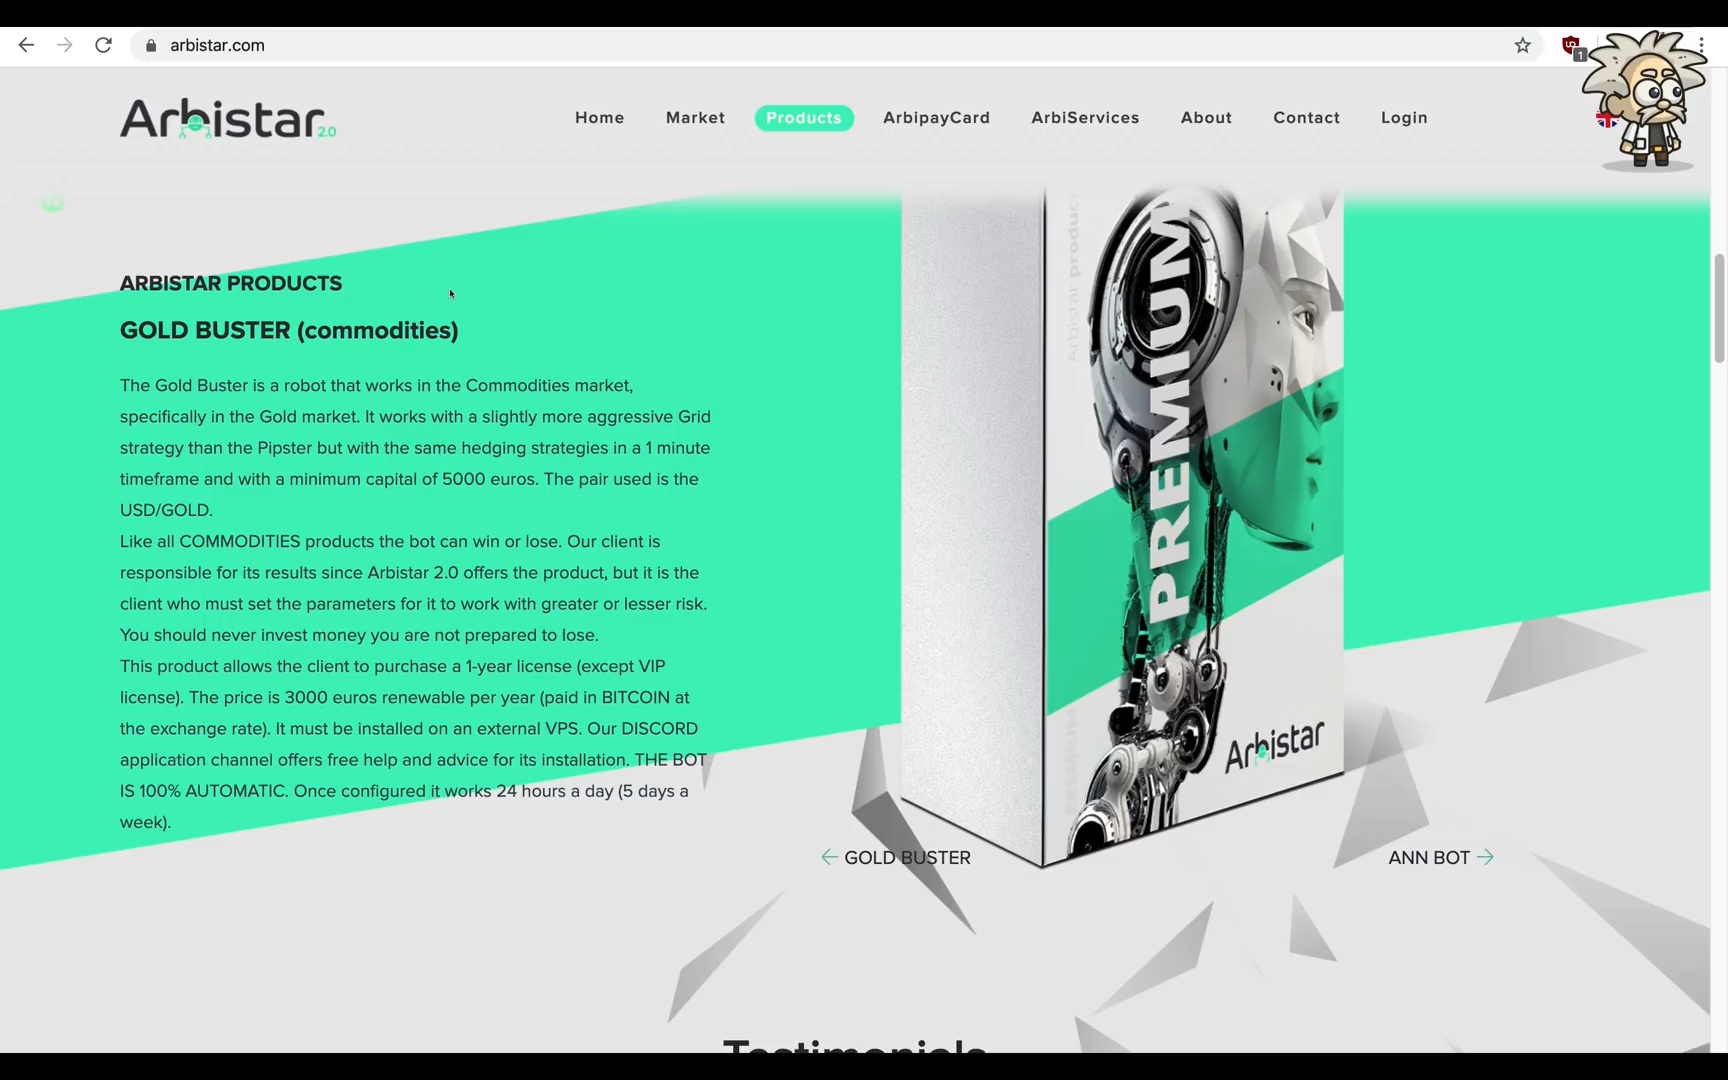 arbistar.com
1
Arbistar 2.0
Home Market Products ArbipayCard ArbiServices About Contact Login
ARBISTAR PRODUCTS
GOLD BUSTER (commodities)
The Gold Buster is a robot that works in the Commodities market,
specifically in the Gold market. It works with a slightly more aggressive Grid
strategy than the Pipster but with the same hedging strategies in a 1 minute
timeframe and with a minimum capital of 5000 euros. The pair used is the
USD/GOLD.
Like all COMMODITIES products the bot can win or lose. Our client is
responsible for its results since Arbistar 2.0 offers the product, but it is the
client who must set the parameters for it to work with greater or lesser risk.
You should never invest money you are not prepared to lose.
This product allows the client to purchase a 1-year license (except VIP
license). The price is 3000 euros renewable per year (paid in BITCOIN at
the exchange rate). It must be installed on an external VPS. Our DISCORD
application channel offers free help and advice for its installation. THE BOT
IS 100% AUTOMATIC. Once configured it works 24 hours a day (5 days a
week).
Arbistar produc
PREMIUM
Arbistar
← GOLD BUSTER
ANN BOT →
Testimonials